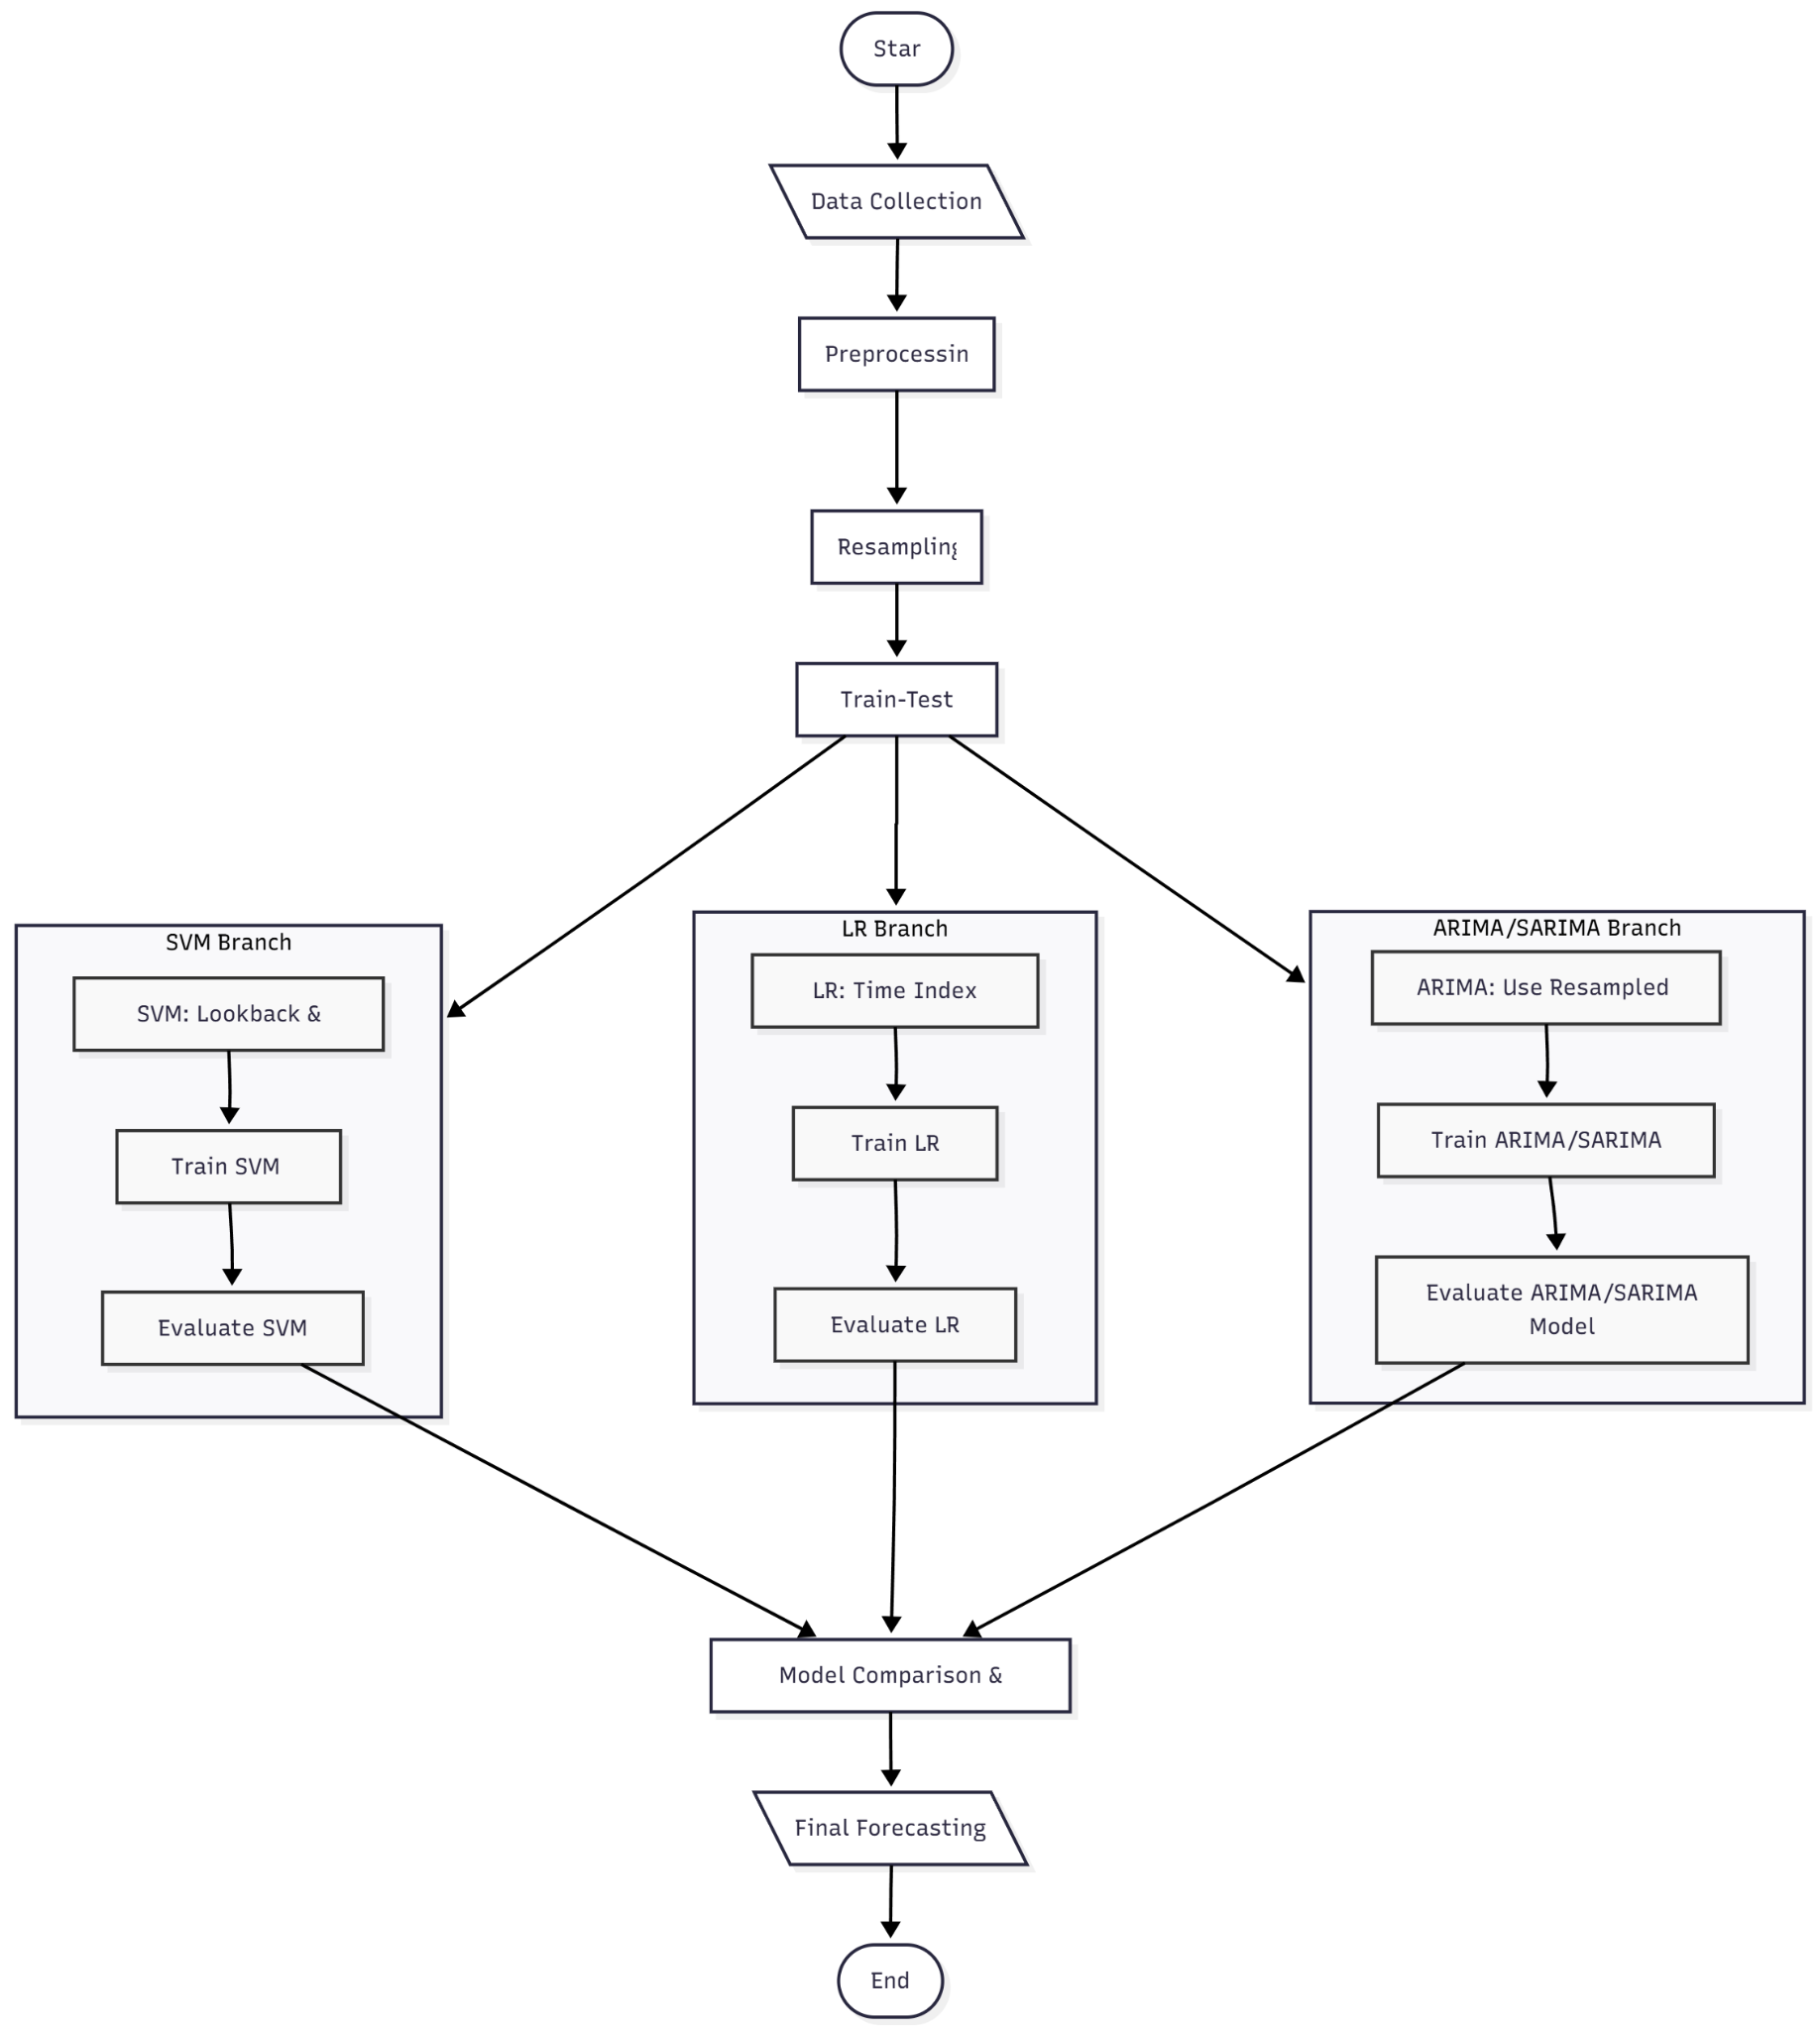 Star
Data Collection
Preprocessin
Resampling
Train-Test
SVM Branch
SVM: Lookback &
Train SVM
Evaluate SVM
LR Branch
LR: Time Index
Train LR
Evaluate LR
ARIMA/SARIMA Branch
ARIMA: Use Resampled
Train ARIMA/SARIMA
Evaluate ARIMA/SARIMA
Model
Model Comparison &
Final Forecasting
End